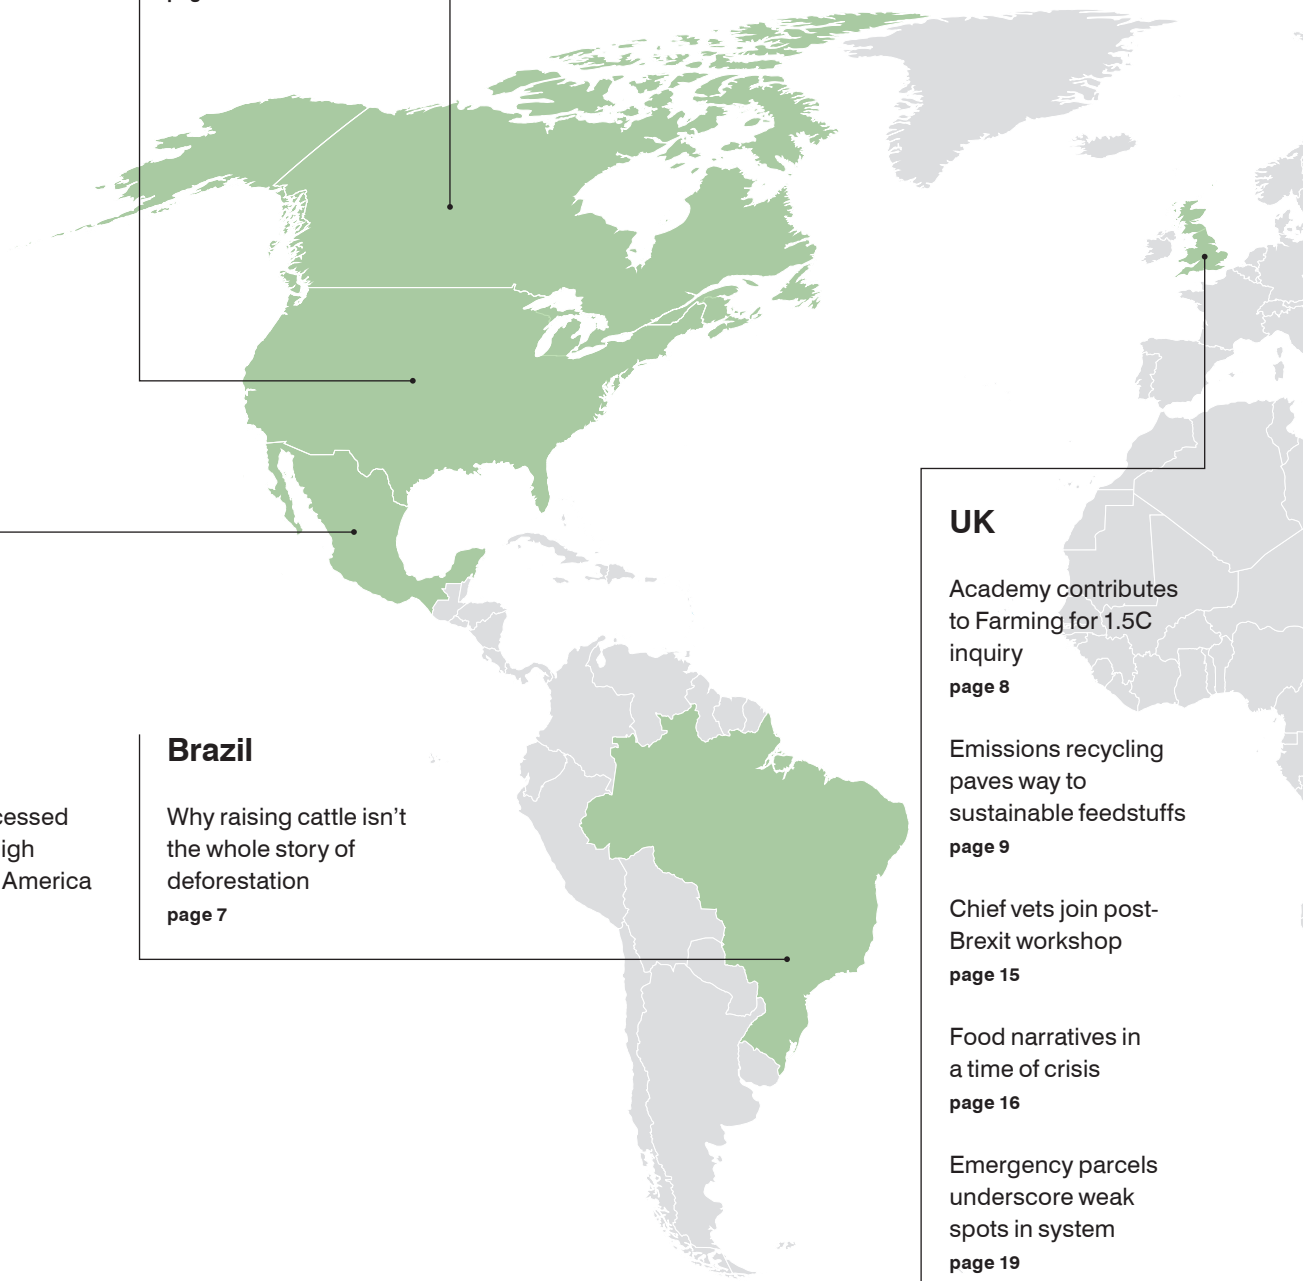 Brazil
Why raising cattle isn’t
the whole story of
deforestation
page 7
cessed
igh
America
UK
Academy contributes
to Farming for 1.5C
inquiry
page 8
Emissions recycling
paves way to
sustainable feedstuffs
page 9
Chief vets join post-
Brexit workshop
page 15
Food narratives in
a time of crisis
page 16
Emergency parcels
underscore weak
spots in system
page 19